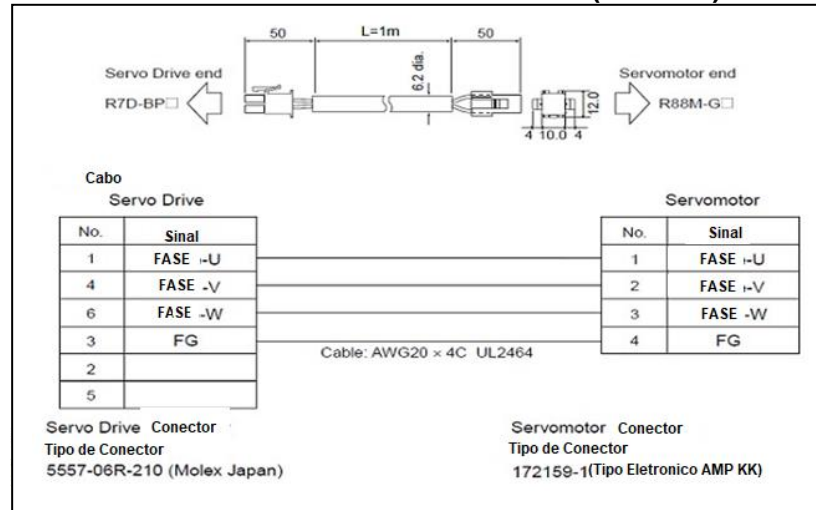 50
L=1m
50
6.2 dia.
Servo Drive end
Servomotor end
R7D-BP□
R88M-G□
12.0
4 10.0 4
Cabo
Servo Drive
Servomotor
No. Sinal
No. Sinal
1 FASE -U
1 FASE -U
4 FASE -V
2 FASE -V
6 FASE -W
3 FASE -W
3 FG
4 FG
Cable: AWG20 × 4C UL2464
2
5
Servo Drive Conector
Servomotor Conector
Tipo de Conector
Tipo de Conector
5557-06R-210 (Molex Japan)
172159-1(Tipo Eletronico AMP KK)